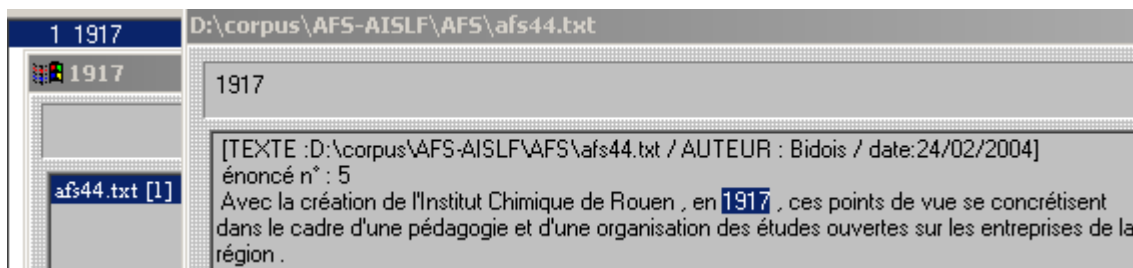 1 1917
D:\corpus\AFS-AISLF\AFS\afs44.txt
1917
1917
afs44.txt [1]
[TEXTE :D:\corpus\AFS-AISLF\AFS\afs44.txt / AUTEUR : Bidois / date:24/02/2004]
énoncé n° : 5
Avec la création de l'Institut Chimique de Rouen , en 1917 , ces points de vue se concrétisent
dans le cadre d'une pédagogie et d'une organisation des études ouvertes sur les entreprises de la
région .